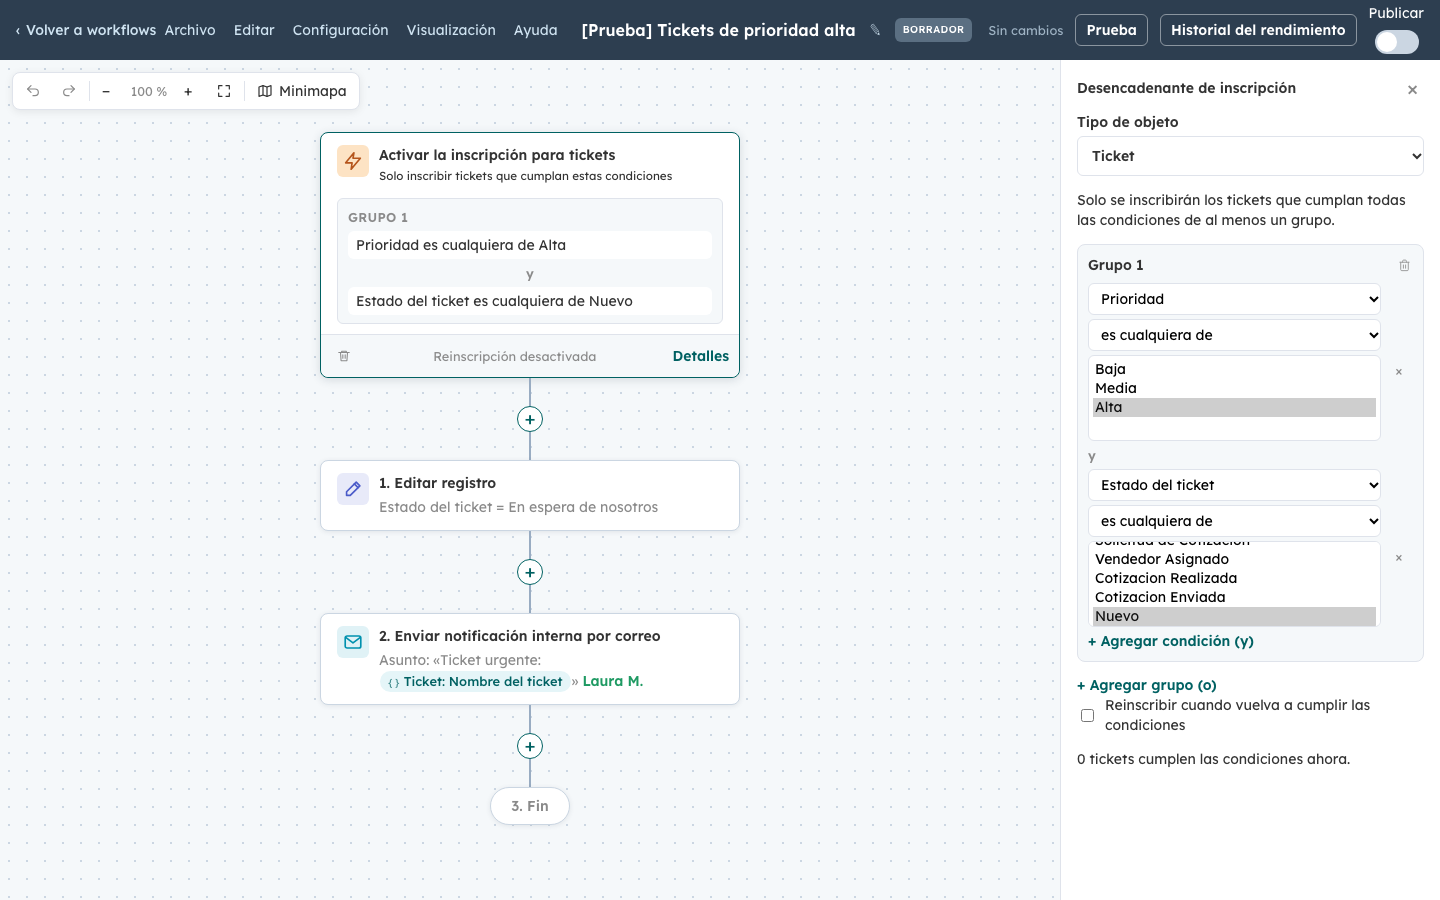 ‹ Volver a workflows
Archivo
Editar
Configuración
Visualización
Ayuda
[Prueba] Tickets de prioridad alta
BORRADOR
Sin cambios
Prueba
Historial del rendimiento
Publicar
100 %
Minimapa
Activar la inscripción para tickets
Solo inscribir tickets que cumplan estas condiciones
GRUPO 1
Prioridad es cualquiera de Alta
y
Estado del ticket es cualquiera de Nuevo
Reinscripción desactivada
Detalles
1. Editar registro
Estado del ticket = En espera de nosotros
2. Enviar notificación interna por correo
Asunto: «Ticket urgente:
{} Ticket: Nombre del ticket » Laura M.
3. Fin
Desencadenante de inscripción
Tipo de objeto
Ticket
Solo se inscribirán los tickets que cumplan todas
las condiciones de al menos un grupo.
Grupo 1
Prioridad
es cualquiera de
Baja
Media
Alta
y
Estado del ticket
es cualquiera de
Solicitud de Cotizacion
Vendedor Asignado
Cotizacion Realizada
Cotizacion Enviada
Nuevo
+ Agregar condición (y)
+ Agregar grupo (o)
Reinscribir cuando vuelva a cumplir las
condiciones
0 tickets cumplen las condiciones ahora.